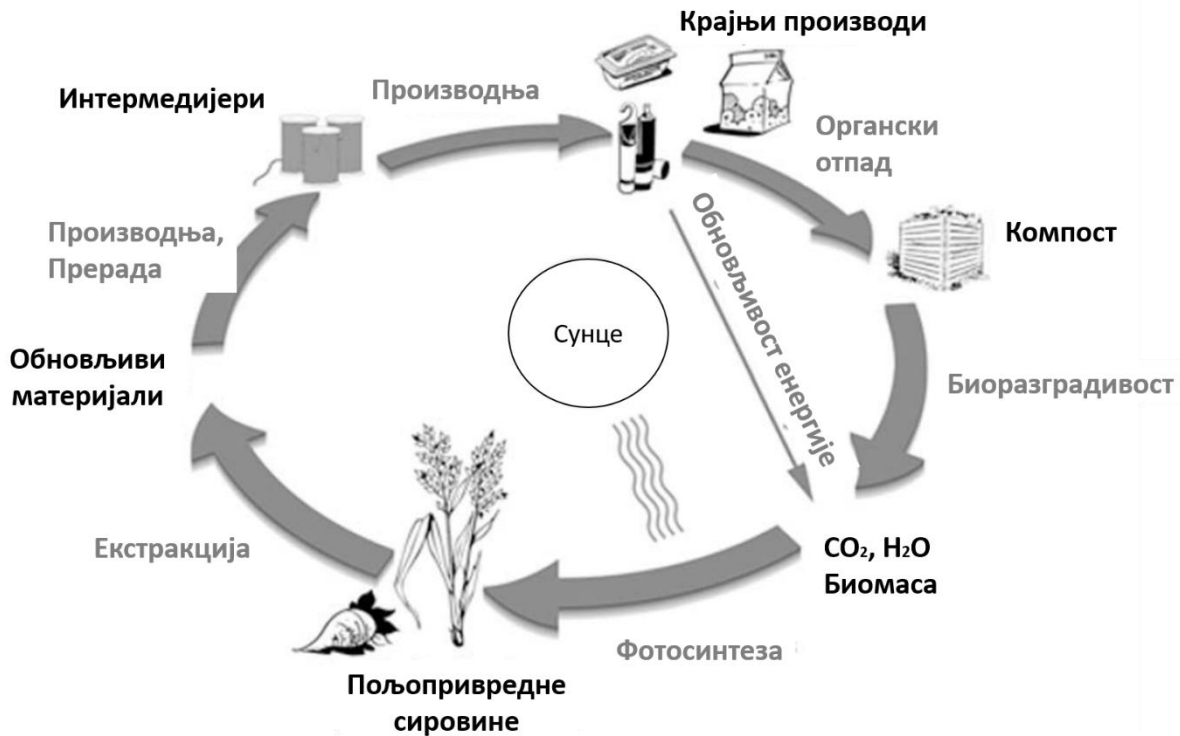 Крајњи производи
Интермедијери
Производња
Органски
отпад
Производња,
Прерада
Обновљивост енергије
Компост
Сунце
Обновљиви
материјали
Биоразградивост
Екстракција
CO₂, H₂O
Биомаса
Фотосинтеза
Пољопривредне
сировине